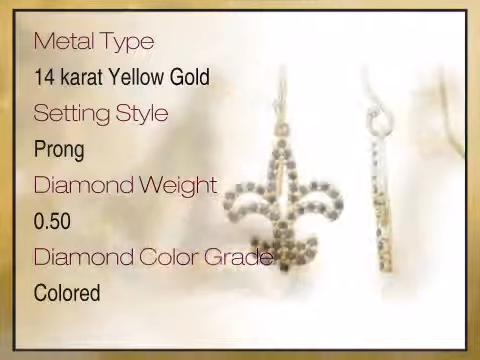 Metal Type
14 karat Yellow Gold
Setting Style
Prong
Diamond Weight
0.50
Diamond Color Grade
Colored